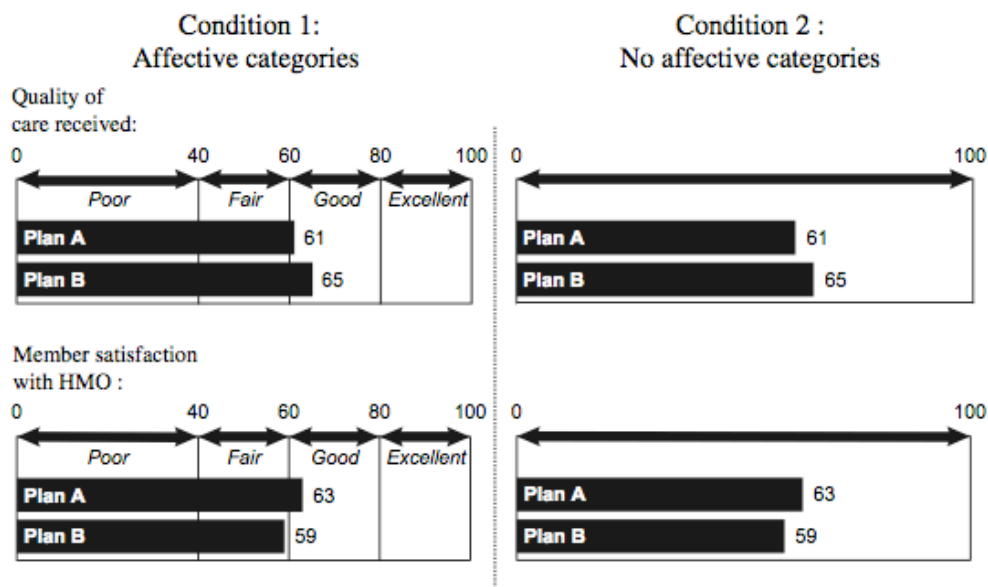 Condition 1:
Affective categories
Condition 2 :
No affective categories
Quality of
care received:
0 40 60 80 100
Poor Fair Good Excellent
Plan A 61
Plan B 65
0 100
Plan A 61
Plan B 65
Member satisfaction
with HMO :
0 40 60 80 100
Poor Fair Good Excellent
Plan A 63
Plan B 59
0 100
Plan A 63
Plan B 59